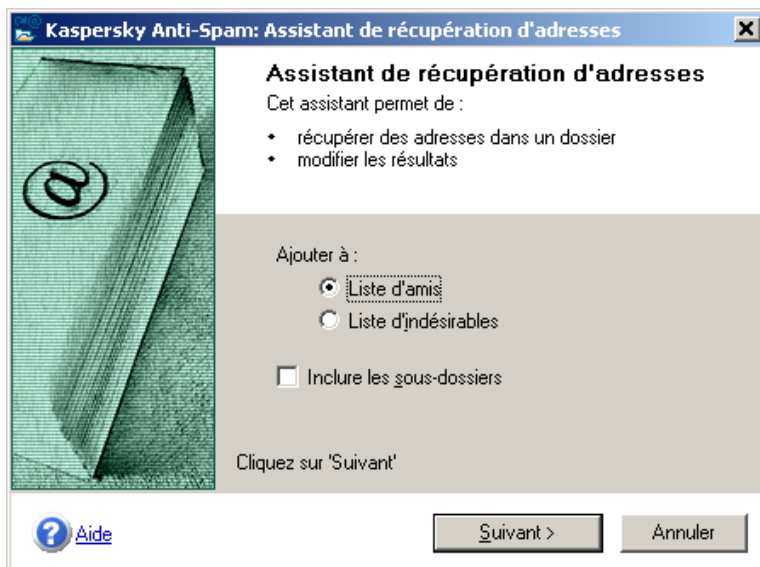 Kaspersky Anti-Spam: Assistant de récupération d'adresses
Assistant de récupération d'adresses
Cet assistant permet de :
• récupérer des adresses dans un dossier
• modifier les résultats
@
Ajouter à :
Liste d'amis
Liste d'indésirables
Inclure les sous-dossiers
Cliquez sur 'Suivant'
Aide
Suivant >
Annuler